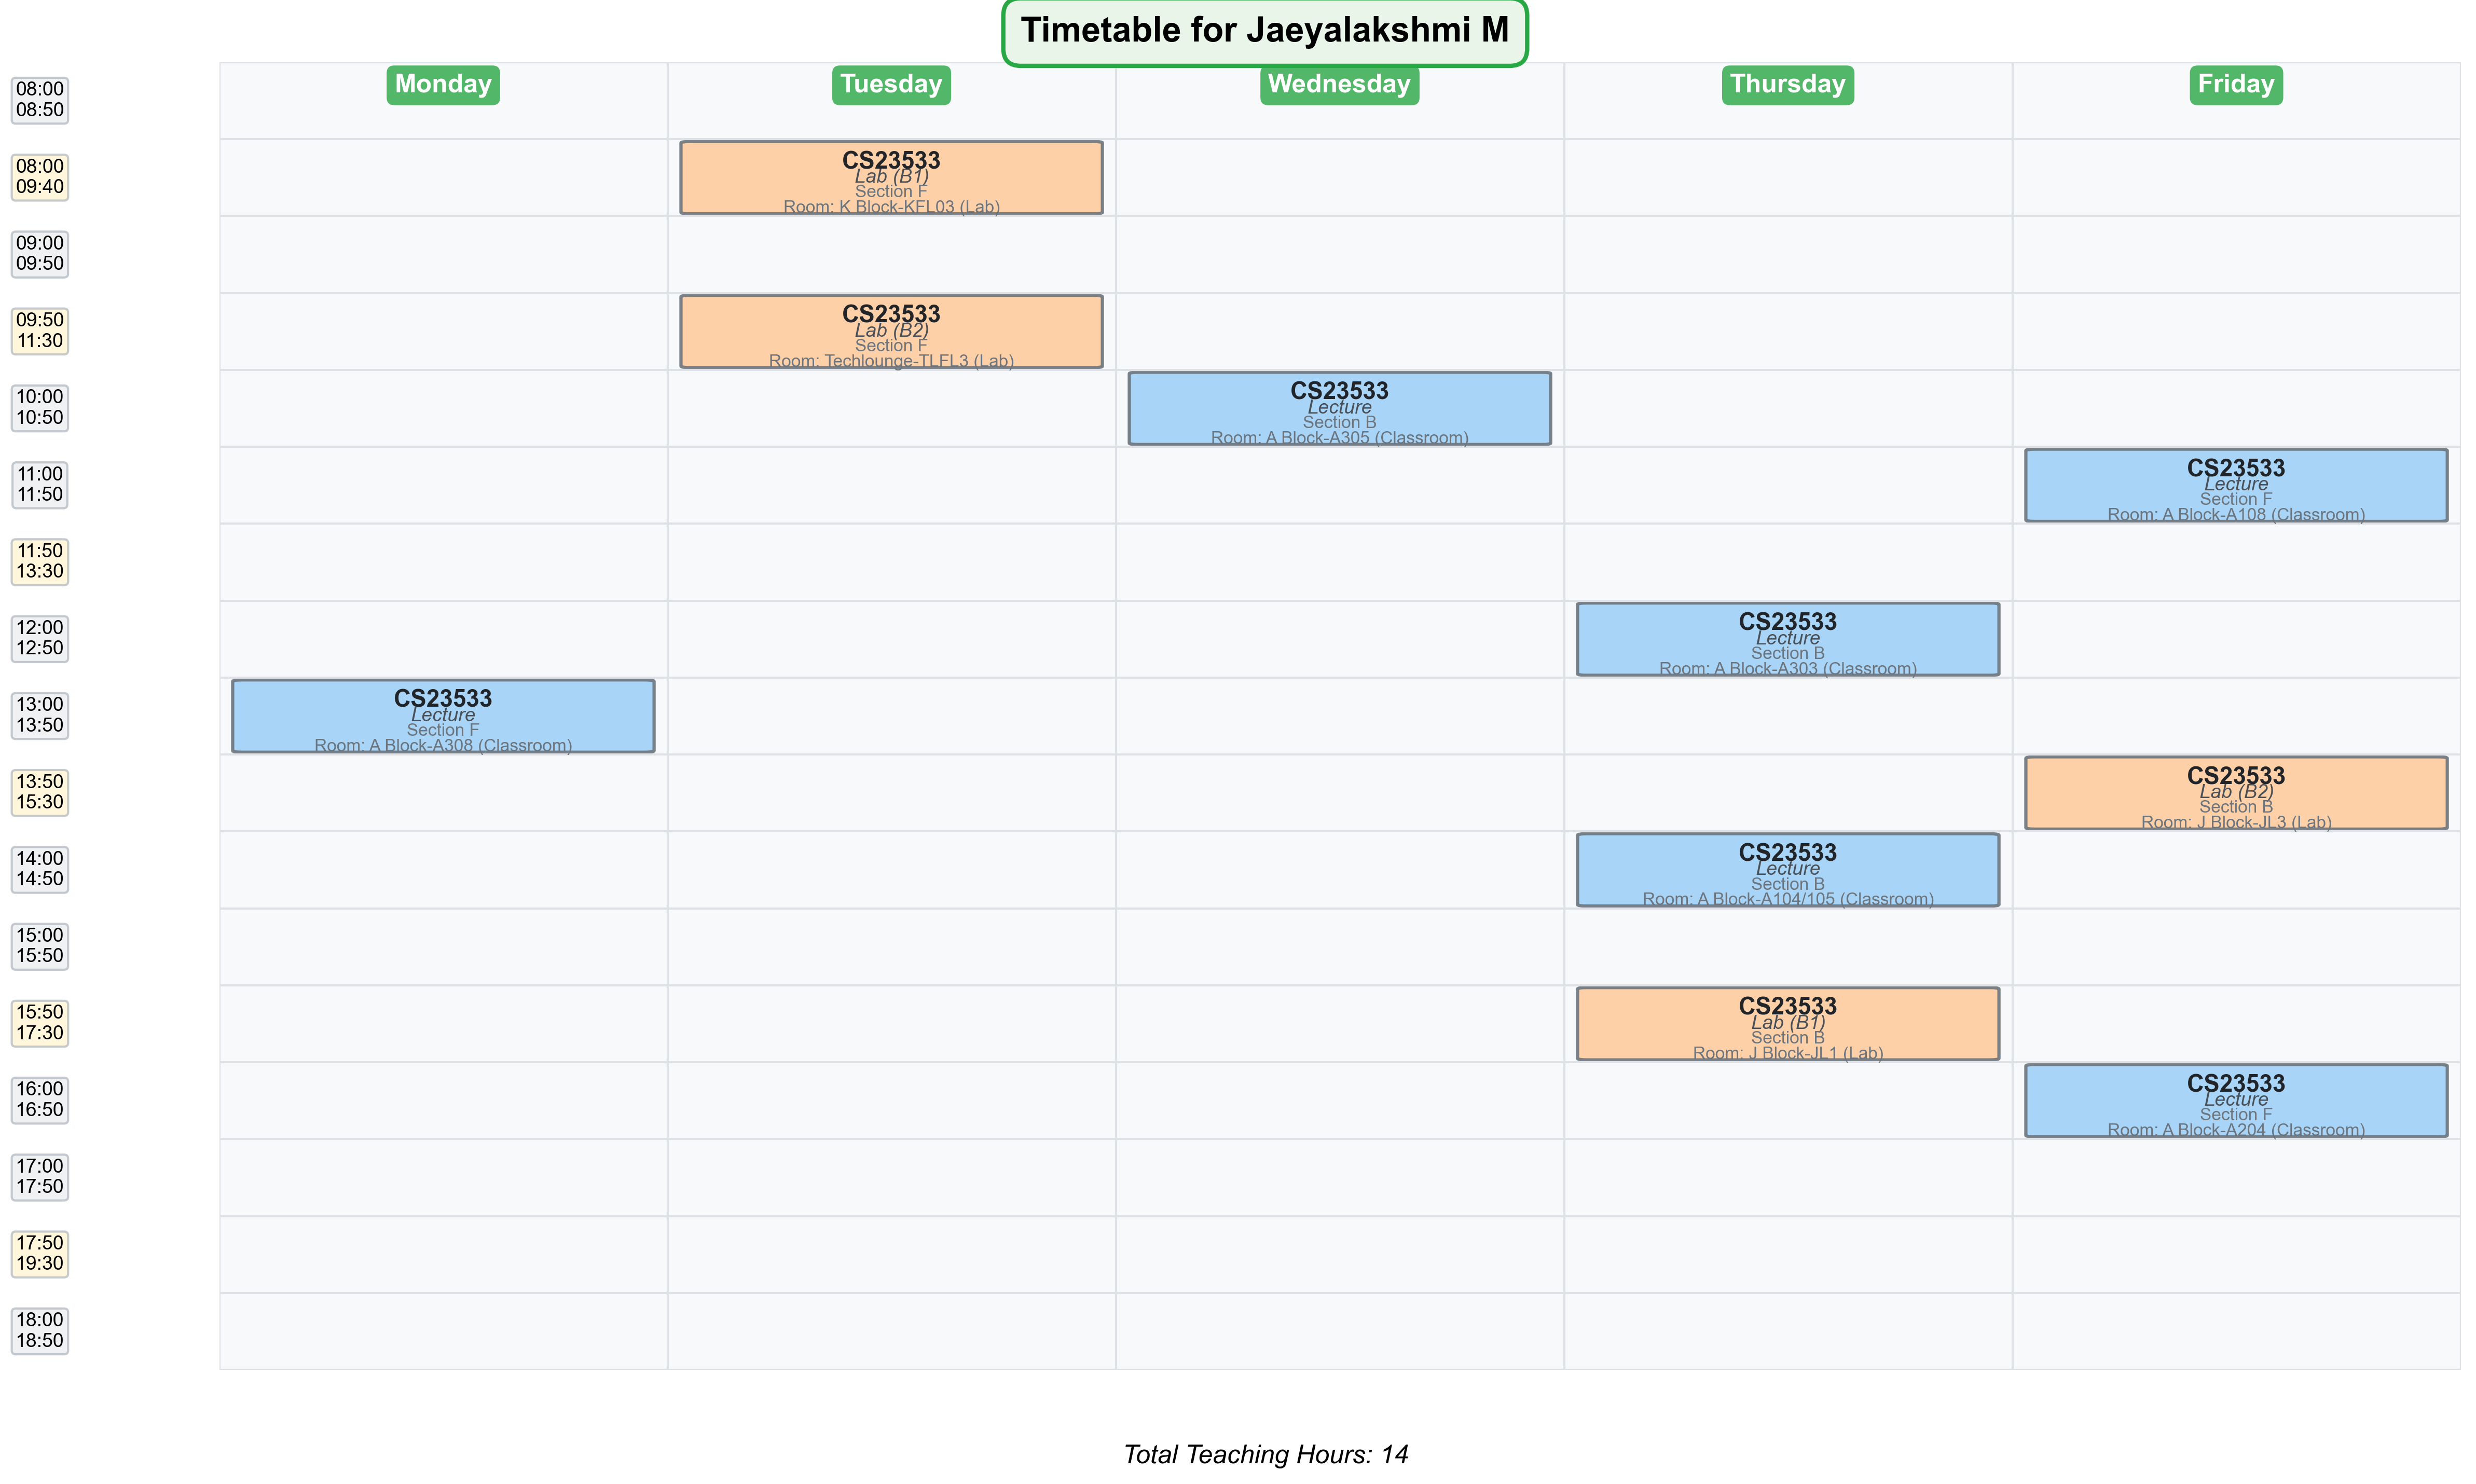 Timetable for Jaeyalakshmi M
Monday
Tuesday
Wednesday
Thursday
Friday
08:00
08:50
08:00
09:40
CS23533
Lab (B1)
Section F
Room: K Block-KFL03 (Lab)
09:00
09:50
09:50
11:30
CS23533
Lab (B2)
Section F
Room: Techlounge-TLFL3 (Lab)
10:00
10:50
CS23533
Lecture
Section B
Room: A Block-A305 (Classroom)
11:00
11:50
CS23533
Lecture
Section F
Room: A Block-A108 (Classroom)
11:50
13:30
12:00
12:50
CS23533
Lecture
Section B
Room: A Block-A303 (Classroom)
13:00
13:50
CS23533
Lecture
Section F
Room: A Block-A308 (Classroom)
13:50
15:30
CS23533
Lab (B2)
Section B
Room: J Block-JL3 (Lab)
14:00
14:50
CS23533
Lecture
Section B
Room: A Block-A104/105 (Classroom)
15:00
15:50
15:50
17:30
CS23533
Lab (B1)
Section B
Room: J Block-JL1 (Lab)
16:00
16:50
CS23533
Lecture
Section F
Room: A Block-A204 (Classroom)
17:00
17:50
17:50
19:30
18:00
18:50
Total Teaching Hours: 14